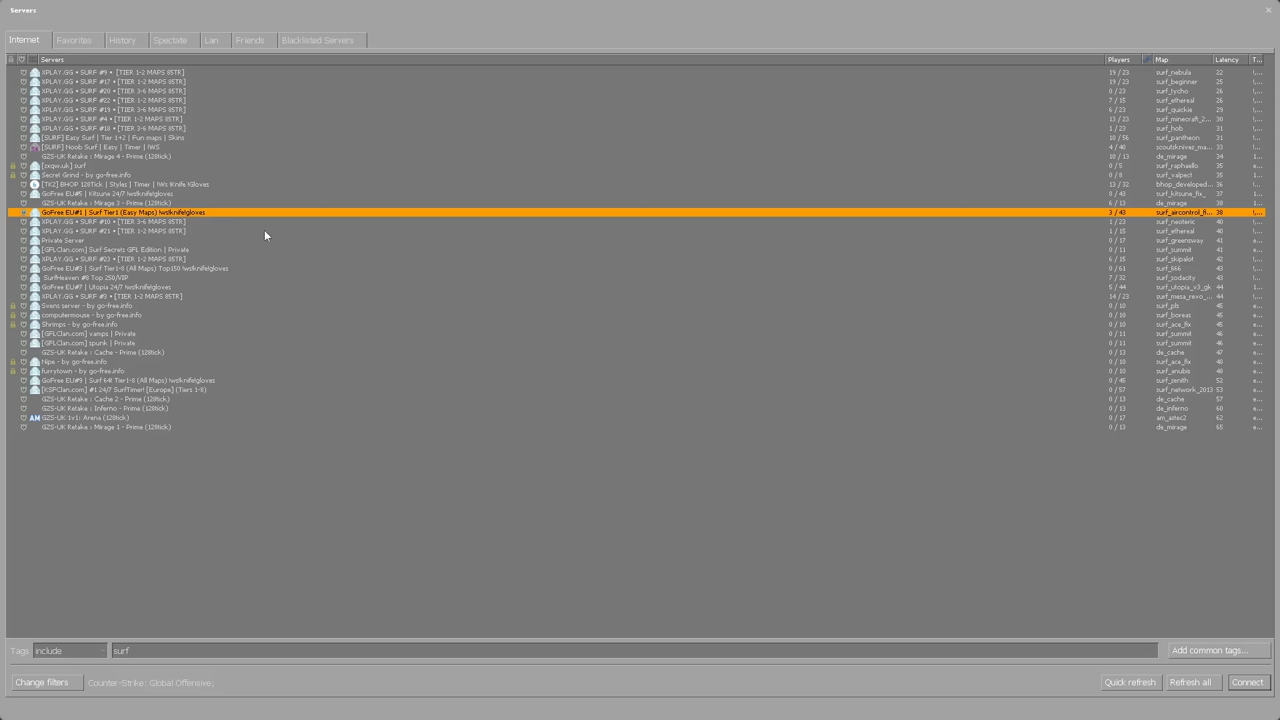 Servers
Internet Favorites History Spectate Lan Friends Blacklisted Servers
Servers Players Map Latency T...
XPLAY.GG • SURF #9 • [TIER 1-2 MAPS 85TR] 19 / 23 surf_nebula 22 !,...
XPLAY.GG • SURF #17 • [TIER 1-2 MAPS 85TR] 19 / 23 surf_beginner 25 !,...
XPLAY.GG • SURF #20 • [TIER 3-6 MAPS 85TR] 0 / 23 surf_lycho 26 !,...
XPLAY.GG • SURF #22 • [TIER 1-2 MAPS 85TR] 7 / 15 surf_ethereal 26 !,...
XPLAY.GG • SURF #19 • [TIER 3-6 MAPS 85TR] 6 / 23 surf_quickie 29 !,...
XPLAY.GG • SURF #4 • [TIER 1-2 MAPS 85TR] 13 / 23 surf_minecraft_2... 30 !,...
XPLAY.GG • SURF #18 • [TIER 3-6 MAPS 85TR] 1 / 23 surf_hob 31 !,...
[SURF] Easy Surf | Tier 1+2 | Fun maps | Skins 10 / 56 surf_pantheon 31 !,...
[SURF] Noob Surf | Easy | Timer | !WS 4 / 40 scoutsknivez_ma... 33 !,...
GZS-UK Retake : Mirage 4 - Prime (128tick) 10 / 13 de_mirage 34 1...
[zxqw.uk] surf 0 / 5 surf_raphaello 35 e...
Secret Grind - by go-free.info 0 / 8 surf_valpect 35 !,...
[TK2] BHOP 128Tick | Styles | Timer | !Ws !Knife !Gloves 13 / 32 bhop_developed... 35 !,...
GoFree EU#5 | Kitsune 24/7 !ws!knife!gloves 8 / 43 surf_kitsune_fix_ 37 !,...
GZS-UK Retake : Mirage 3 - Prime (128tick) 6 / 13 de_mirage 38 e...
GoFree EU#1 | Surf Tier1 (Easy Maps) !ws!knife!gloves 3 / 43 surf_aircontrol_fi... 38 !,...
XPLAY.GG • SURF #10 • [TIER 3-6 MAPS 85TR] 1 / 23 surf_neoteric 40 !,...
XPLAY.GG • SURF #21 • [TIER 1-2 MAPS 85TR] 1 / 15 surf_ethereal 40 !,...
Private Server 0 / 17 surf_greensway 41 e...
[GFLClan.com] Surf Secrets GFL Edition | Private 0 / 11 surf_summit 41 e...
XPLAY.GG • SURF #23 • [TIER 1-2 MAPS 85TR] 6 / 15 surf_skipalot 42 !,...
GoFree EU#3 | Surf Tier1-8 (All Maps) Top150 !ws!knife!gloves 0 / 61 surf_666 43 !,...
SurfHeaven #8 Top 250/VIP 7 / 32 surf_sodacity 43 !,...
GoFree EU#7 | Utopia 24/7 !ws!knife!gloves 5 / 44 surf_utopia_v3_gk 44 !,...
XPLAY.GG • SURF #3 • [TIER 1-2 MAPS 85TR] 14 / 23 surf_mesa_revo_... 44 !,...
Svens server - by go-free.info 0 / 10 surf_pls 45 e...
computermouse - by go-free.info 0 / 10 surf_boreas 45 e...
Shrimps - by go-free.info 0 / 10 surf_ace_fix 45 e...
[GFLClan.com] vamps | Private 0 / 11 surf_summit 46 e...
[GFLClan.com] spunk | Private 0 / 11 surf_summit 46 e...
GZS-UK Retake : Cache - Prime (128tick) 0 / 13 de_cache 47 e...
Nips - by go-free.info 0 / 10 surf_ace_fix 48 e...
furrytown - by go-free.info 0 / 10 surf_anubis 48 e...
GoFree EU#9 | Surf 64t Tier1-8 (All Maps) !ws!knife!gloves 0 / 45 surf_zenith 52 e...
[KSFClan.com] #1 24/7 SurfTimer! [Europe] (Tiers 1-8) 0 / 57 surf_network_2013 53 e...
GZS-UK Retake : Cache 2 - Prime (128tick) 0 / 13 de_cache 57 e...
GZS-UK Retake : Inferno - Prime (128tick) 0 / 13 de_inferno 60 e...
AM GZS-UK 1v1: Arena (128tick) 0 / 17 am_aztec2 62 e...
GZS-UK Retake : Mirage 1 - Prime (128tick) 0 / 13 de_mirage 65 e...
Tags include surf Add common tags...
Change filters Counter-Strike: Global Offensive; Quick refresh Refresh all Connect